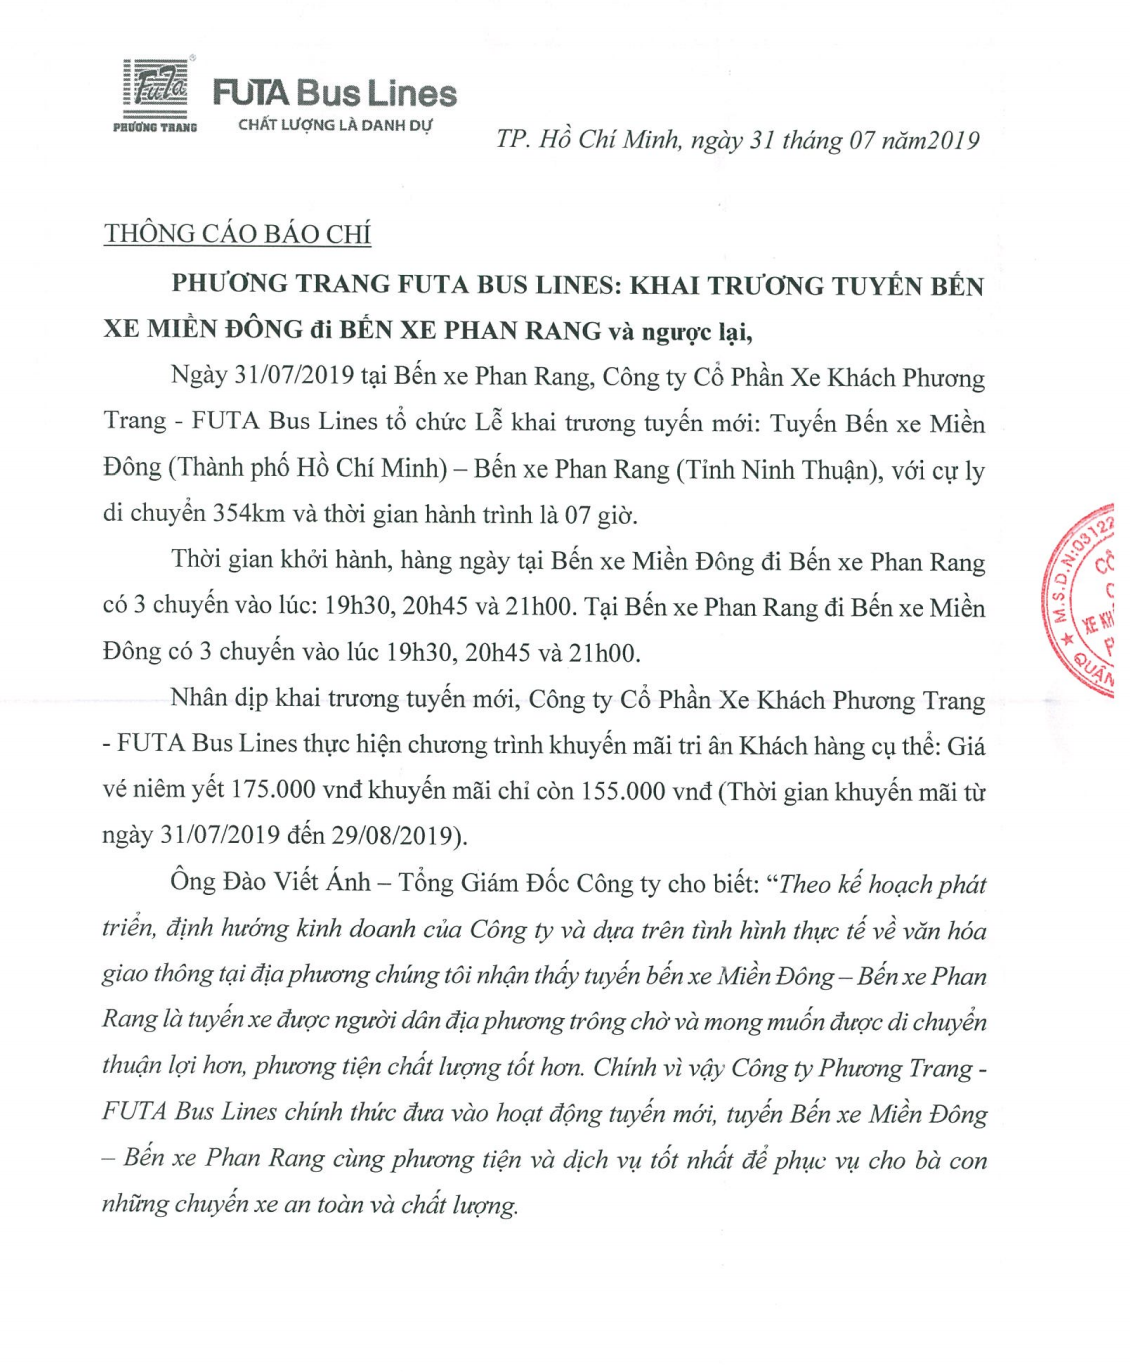 FuTa
PHƯƠNG TRANG
FUTA Bus Lines
CHẤT LƯỢNG LÀ DANH DỰ
TP. Hồ Chí Minh, ngày 31 tháng 07 năm2019
THÔNG CÁO BÁO CHÍ
PHƯƠNG TRANG FUTA BUS LINES: KHAI TRƯƠNG TUYẾN BẾN
XE MIỀN ĐÔNG đi BẾN XE PHAN RANG và ngược lại,
Ngày 31/07/2019 tại Bến xe Phan Rang, Công ty Cổ Phần Xe Khách Phương
Trang - FUTA Bus Lines tổ chức Lễ khai trương tuyến mới: Tuyến Bến xe Miền
Đông (Thành phố Hồ Chí Minh) – Bến xe Phan Rang (Tỉnh Ninh Thuận), với cự ly
di chuyển 354km và thời gian hành trình là 07 giờ.
Thời gian khởi hành, hàng ngày tại Bến xe Miền Đông đi Bến xe Phan Rang
có 3 chuyến vào lúc: 19h30, 20h45 và 21h00. Tại Bến xe Phan Rang đi Bến xe Miền
Đông có 3 chuyến vào lúc 19h30, 20h45 và 21h00.
Nhân dịp khai trương tuyến mới, Công ty Cổ Phần Xe Khách Phương Trang
- FUTA Bus Lines thực hiện chương trình khuyến mãi tri ân Khách hàng cụ thể: Giá
vé niêm yết 175.000 vnđ khuyến mãi chỉ còn 155.000 vnđ (Thời gian khuyến mãi từ
ngày 31/07/2019 đến 29/08/2019).
Ông Đào Viết Ánh – Tổng Giám Đốc Công ty cho biết: “Theo kế hoạch phát
triển, định hướng kinh doanh của Công ty và dựa trên tình hình thực tế về văn hóa
giao thông tại địa phương chúng tôi nhận thấy tuyến bến xe Miền Đông – Bến xe Phan
Rang là tuyến xe được người dân địa phương trông chờ và mong muốn được di chuyển
thuận lợi hơn, phương tiện chất lượng tốt hơn. Chính vì vậy Công ty Phương Trang -
FUTA Bus Lines chính thức đưa vào hoạt động tuyến mới, tuyến Bến xe Miền Đông
– Bến xe Phan Rang cùng phương tiện và dịch vụ tốt nhất để phục vụ cho bà con
những chuyến xe an toàn và chất lượng.
M.S.D.N:03122
CÔ
XE KH
QUẬN